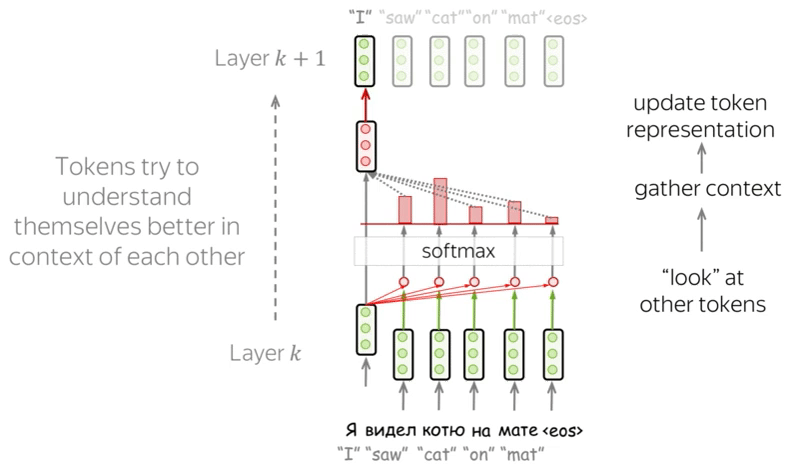 "I" "saw" "cat" "on" "mat" <eos>
Layer k + 1
update token
representation
Tokens try to
understand
themselves better in
context of each other
gather context
softmax
"look" at
other tokens
Layer k
Я видел котю на мате <eos>
"I" "saw" "cat" "on" "mat"